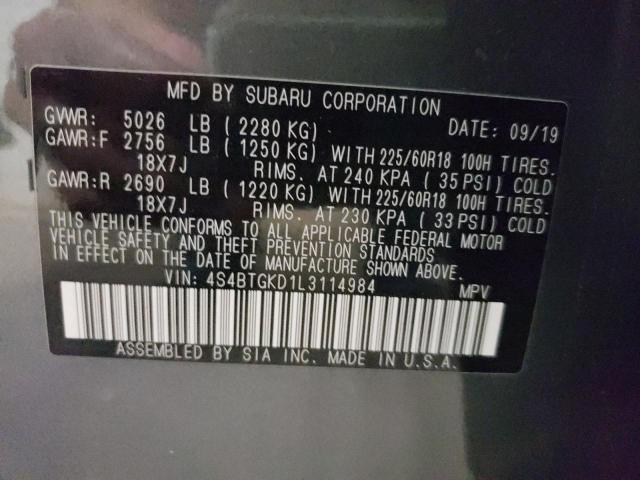 MFD BY SUBARU CORPORATION
GVWR: 5026 LB ( 2280 KG) DATE: 09/19
GAWR:F 2756 LB ( 1250 KG) WITH 225/60R18 100H TIRES.
18X7J RIMS. AT 240 KPA ( 35 PSI) COLD
GAWR:R 2690 LB ( 1220 KG) WITH 225/60R18 100H TIRES.
18X7J RIMS. AT 230 KPA ( 33 PSI) COLD
THIS VEHICLE CONFORMS TO ALL APPLICABLE FEDERAL MOTOR
VEHICLE SAFETY AND THEFT PREVENTION STANDARDS
IN EFFECT ON THE DATE OF MANUFACTURE SHOWN ABOVE.
VIN: 4S4BTGKD1L3114984 MPV
ASSEMBLED BY SIA INC. MADE IN U.S.A.